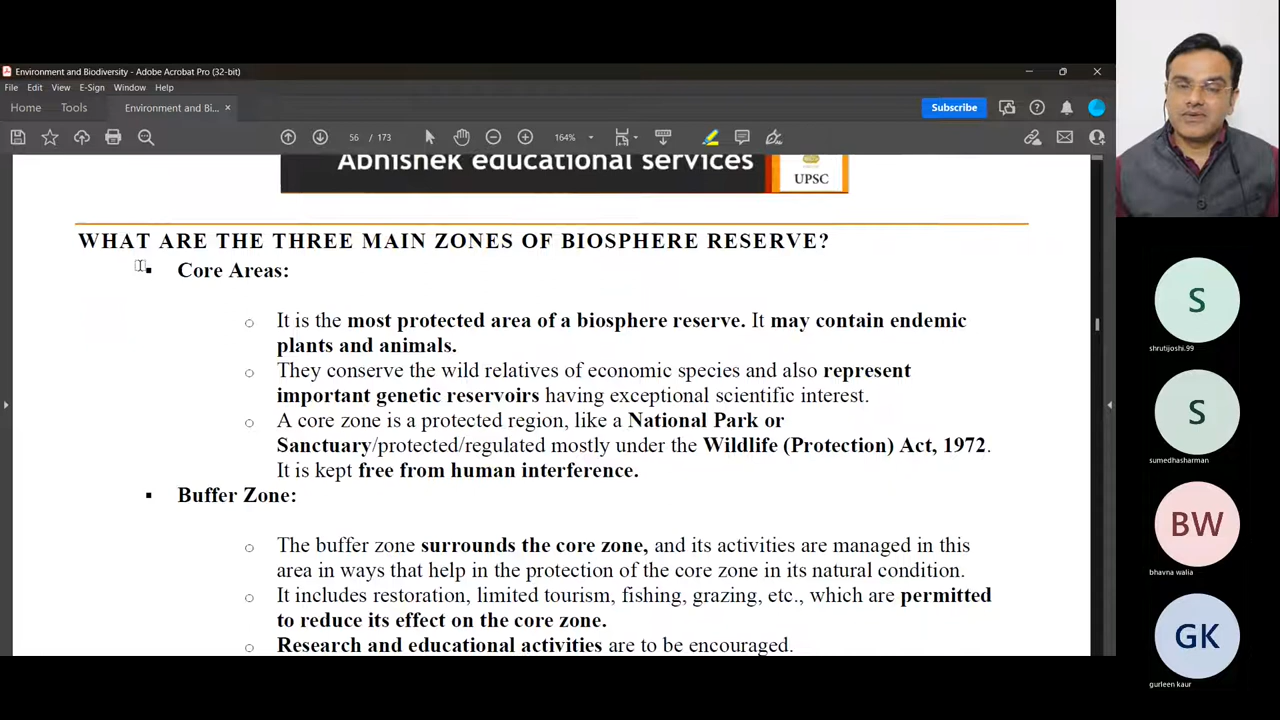 Environment and Biodiversity - Adobe Acrobat Pro (32-bit)
File Edit View E-Sign Window Help
Home Tools Environment and Bi... × Subscribe
56 / 173 164%
Abhishek educational services
UPSC
WHAT ARE THE THREE MAIN ZONES OF BIOSPHERE RESERVE?
▪ Core Areas:
○ It is the most protected area of a biosphere reserve. It may contain endemic
plants and animals.
○ They conserve the wild relatives of economic species and also represent
important genetic reservoirs having exceptional scientific interest.
○ A core zone is a protected region, like a National Park or
Sanctuary/protected/regulated mostly under the Wildlife (Protection) Act, 1972.
It is kept free from human interference.
▪ Buffer Zone:
○ The buffer zone surrounds the core zone, and its activities are managed in this
area in ways that help in the protection of the core zone in its natural condition.
○ It includes restoration, limited tourism, fishing, grazing, etc., which are permitted
to reduce its effect on the core zone.
○ Research and educational activities are to be encouraged.
S
shrutijoshi.99
S
sumedhasharman
BW
bhavna walia
GK
gurleen kaur